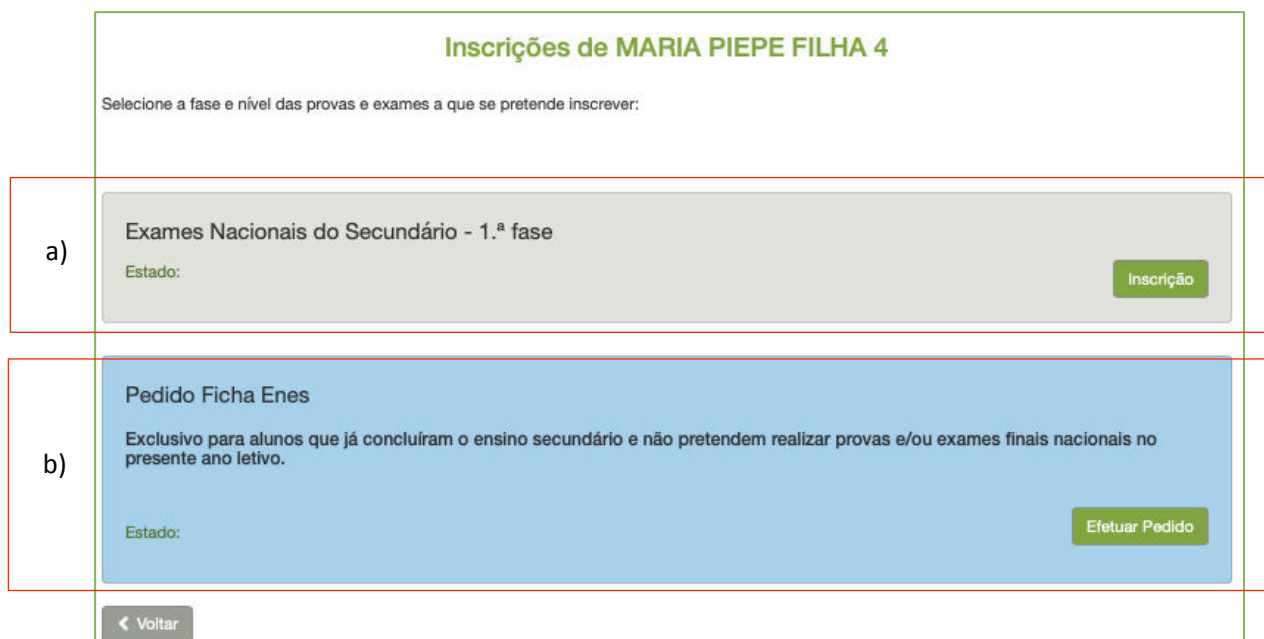 Inscrições de MARIA PIEPE FILHA 4
Selecione a fase e nível das provas e exames a que se pretende inscrever:
a)
Exames Nacionais do Secundário - 1.ª fase
Estado:
Inscrição
b)
Pedido Ficha Enes
Exclusivo para alunos que já concluíram o ensino secundário e não pretendem realizar provas e/ou exames finais nacionais no
presente ano letivo.
Estado:
Efetuar Pedido
Voltar